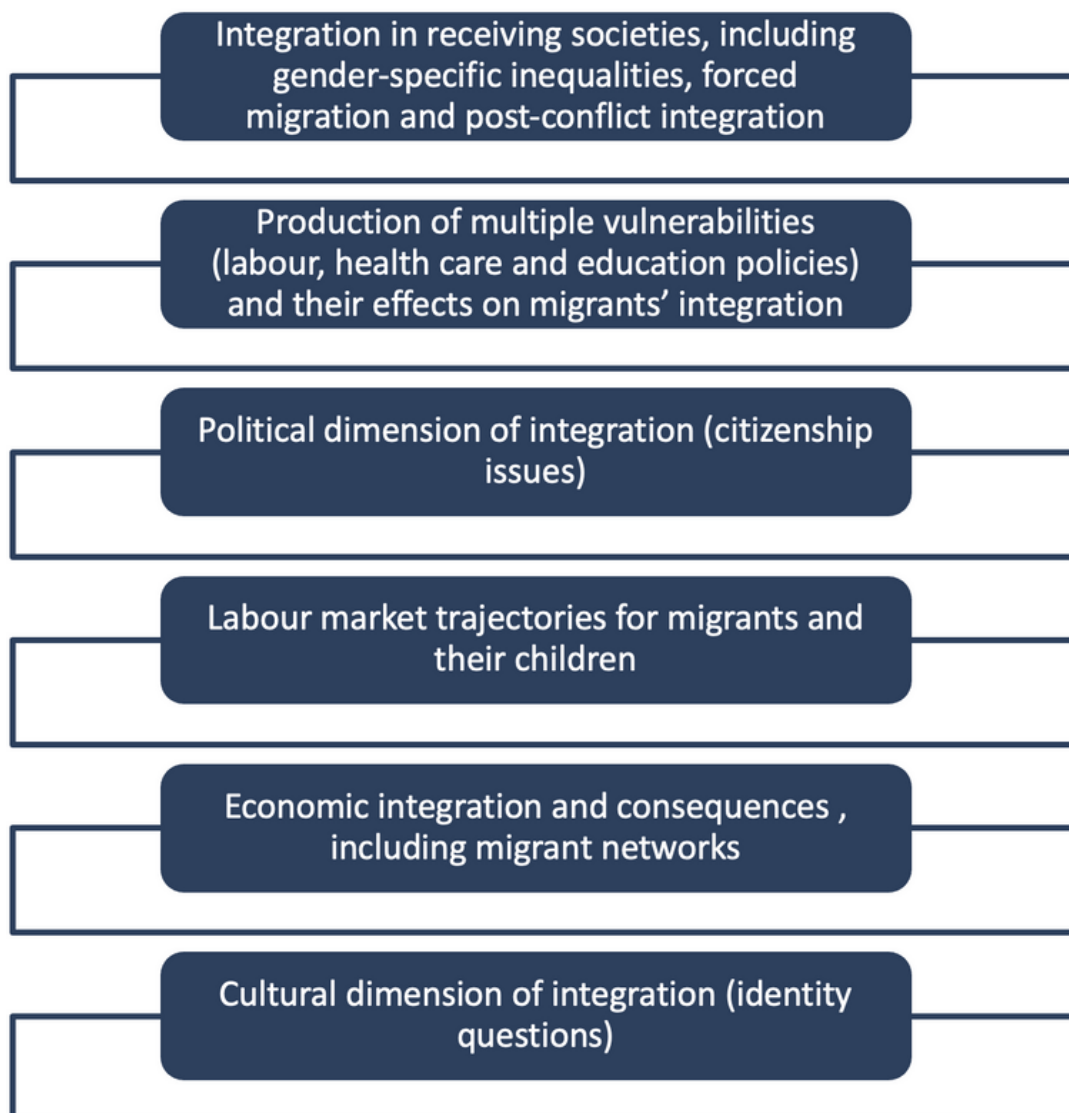 Integration in receiving societies, including
gender-specific inequalities, forced
migration and post-conflict integration
Production of multiple vulnerabilities
(labour, health care and education policies)
and their effects on migrants’ integration
Political dimension of integration (citizenship
issues)
Labour market trajectories for migrants and
their children
Economic integration and consequences ,
including migrant networks
Cultural dimension of integration (identity
questions)